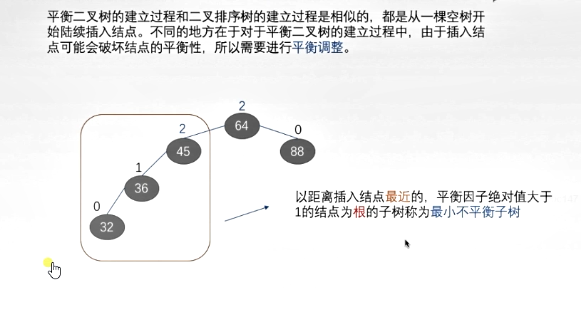 平衡二叉树的建立过程和二叉排序树的建立过程是相似的，都是从一棵空树开
始陆续插入结点。不同的地方在于对于平衡二叉树的建立过程中，由于插入结
点可能会破坏结点的平衡性，所以需要进行平衡调整。
2
64
2
0
45
88
1
36
0
32
以距离插入结点最近的，平衡因子绝对值大于
1的结点为根的子树称为最小不平衡子树